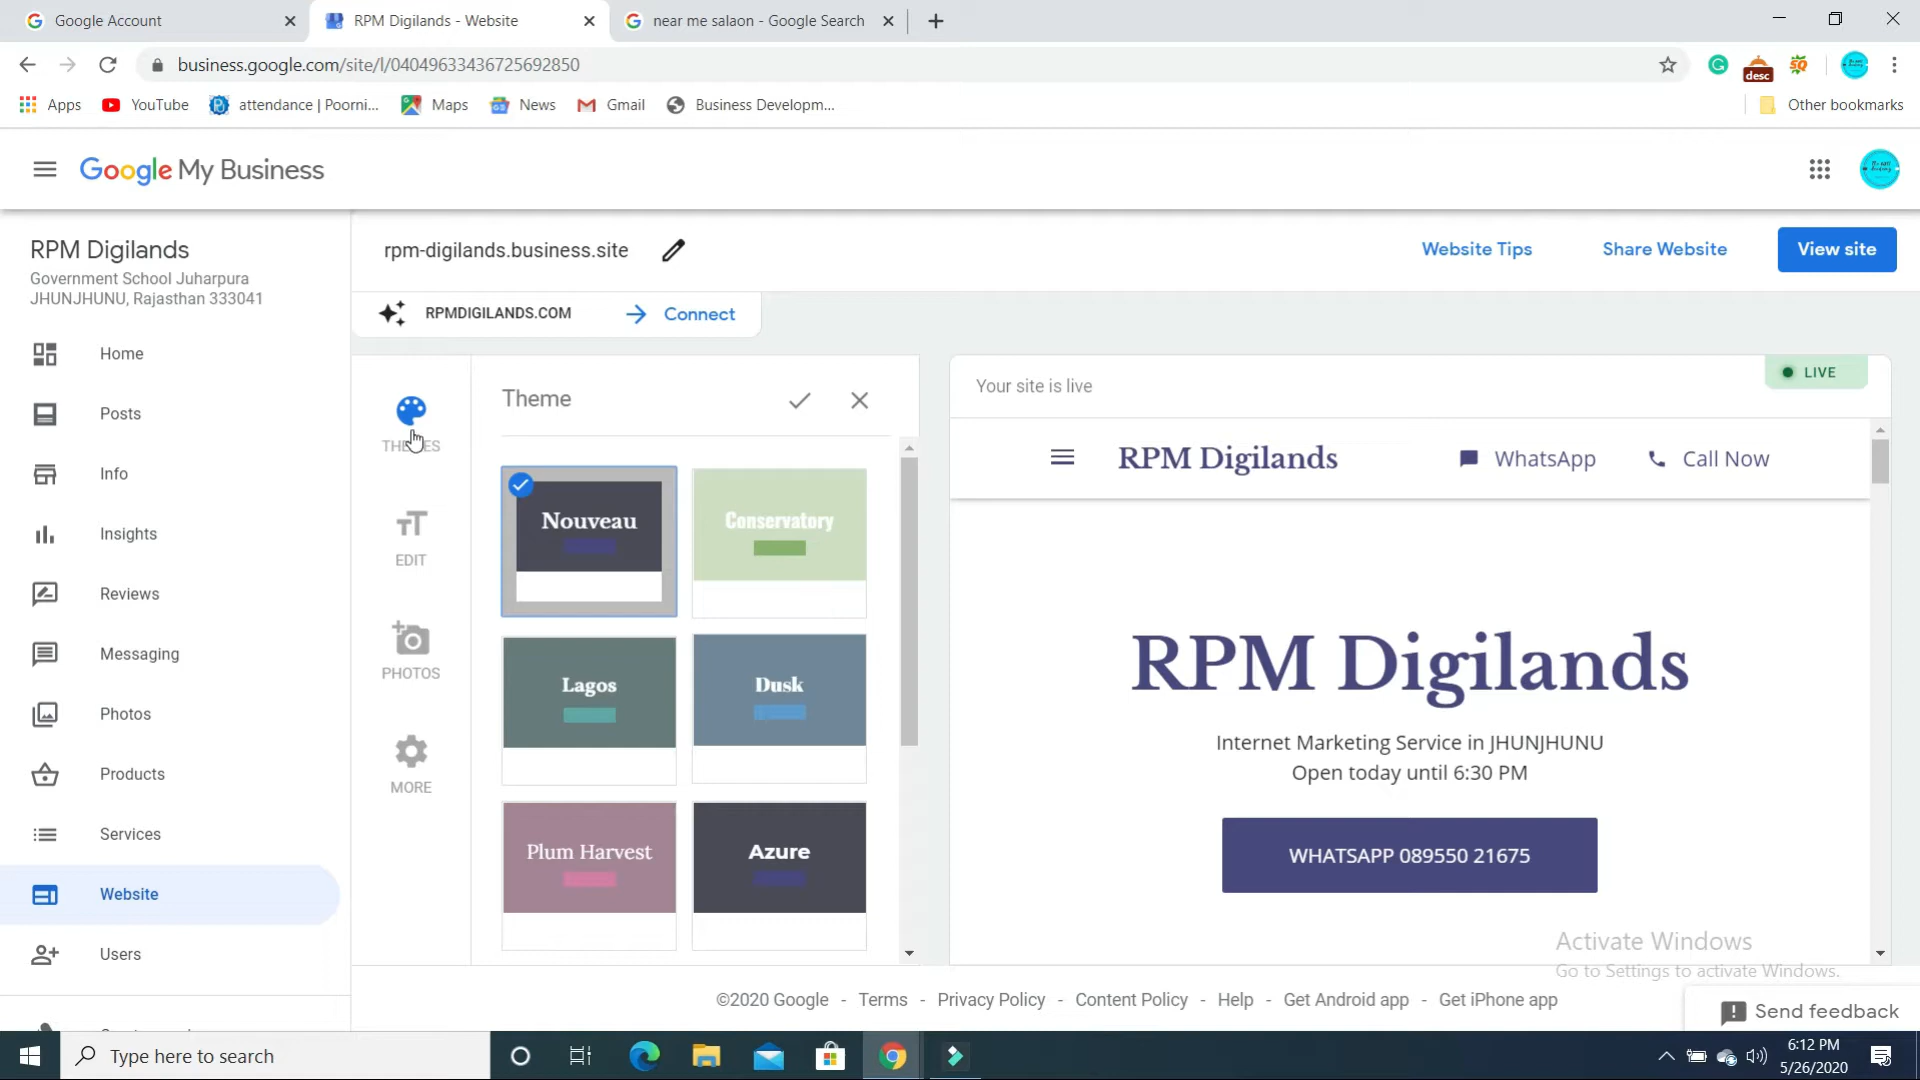 Google Account
RPM Digilands - Website
near me salaon - Google Search
business.google.com/site/l/04049633436725692850
desc
SQ
Apps
YouTube
attendance | Poorni...
Maps
News
Gmail
Business Developm...
Other bookmarks
Google My Business
RPM Digilands
Government School Juharpura
JHUNJHUNU, Rajasthan 333041
rpm-digilands.business.site
Website Tips
Share Website
View site
RPMDIGILANDS.COM
Connect
Home
Posts
Info
Insights
Reviews
Messaging
Photos
Products
Services
Website
Users
THEMES
EDIT
PHOTOS
MORE
Theme
Nouveau
Conservatory
Lagos
Dusk
Plum Harvest
Azure
Your site is live
LIVE
RPM Digilands
WhatsApp
Call Now
RPM Digilands
Internet Marketing Service in JHUNJHUNU
Open today until 6:30 PM
WHATSAPP 089550 21675
Activate Windows
Go to Settings to activate Windows.
©2020 Google - Terms - Privacy Policy - Content Policy - Help - Get Android app - Get iPhone app
Send feedback
Type here to search
6:12 PM
5/26/2020